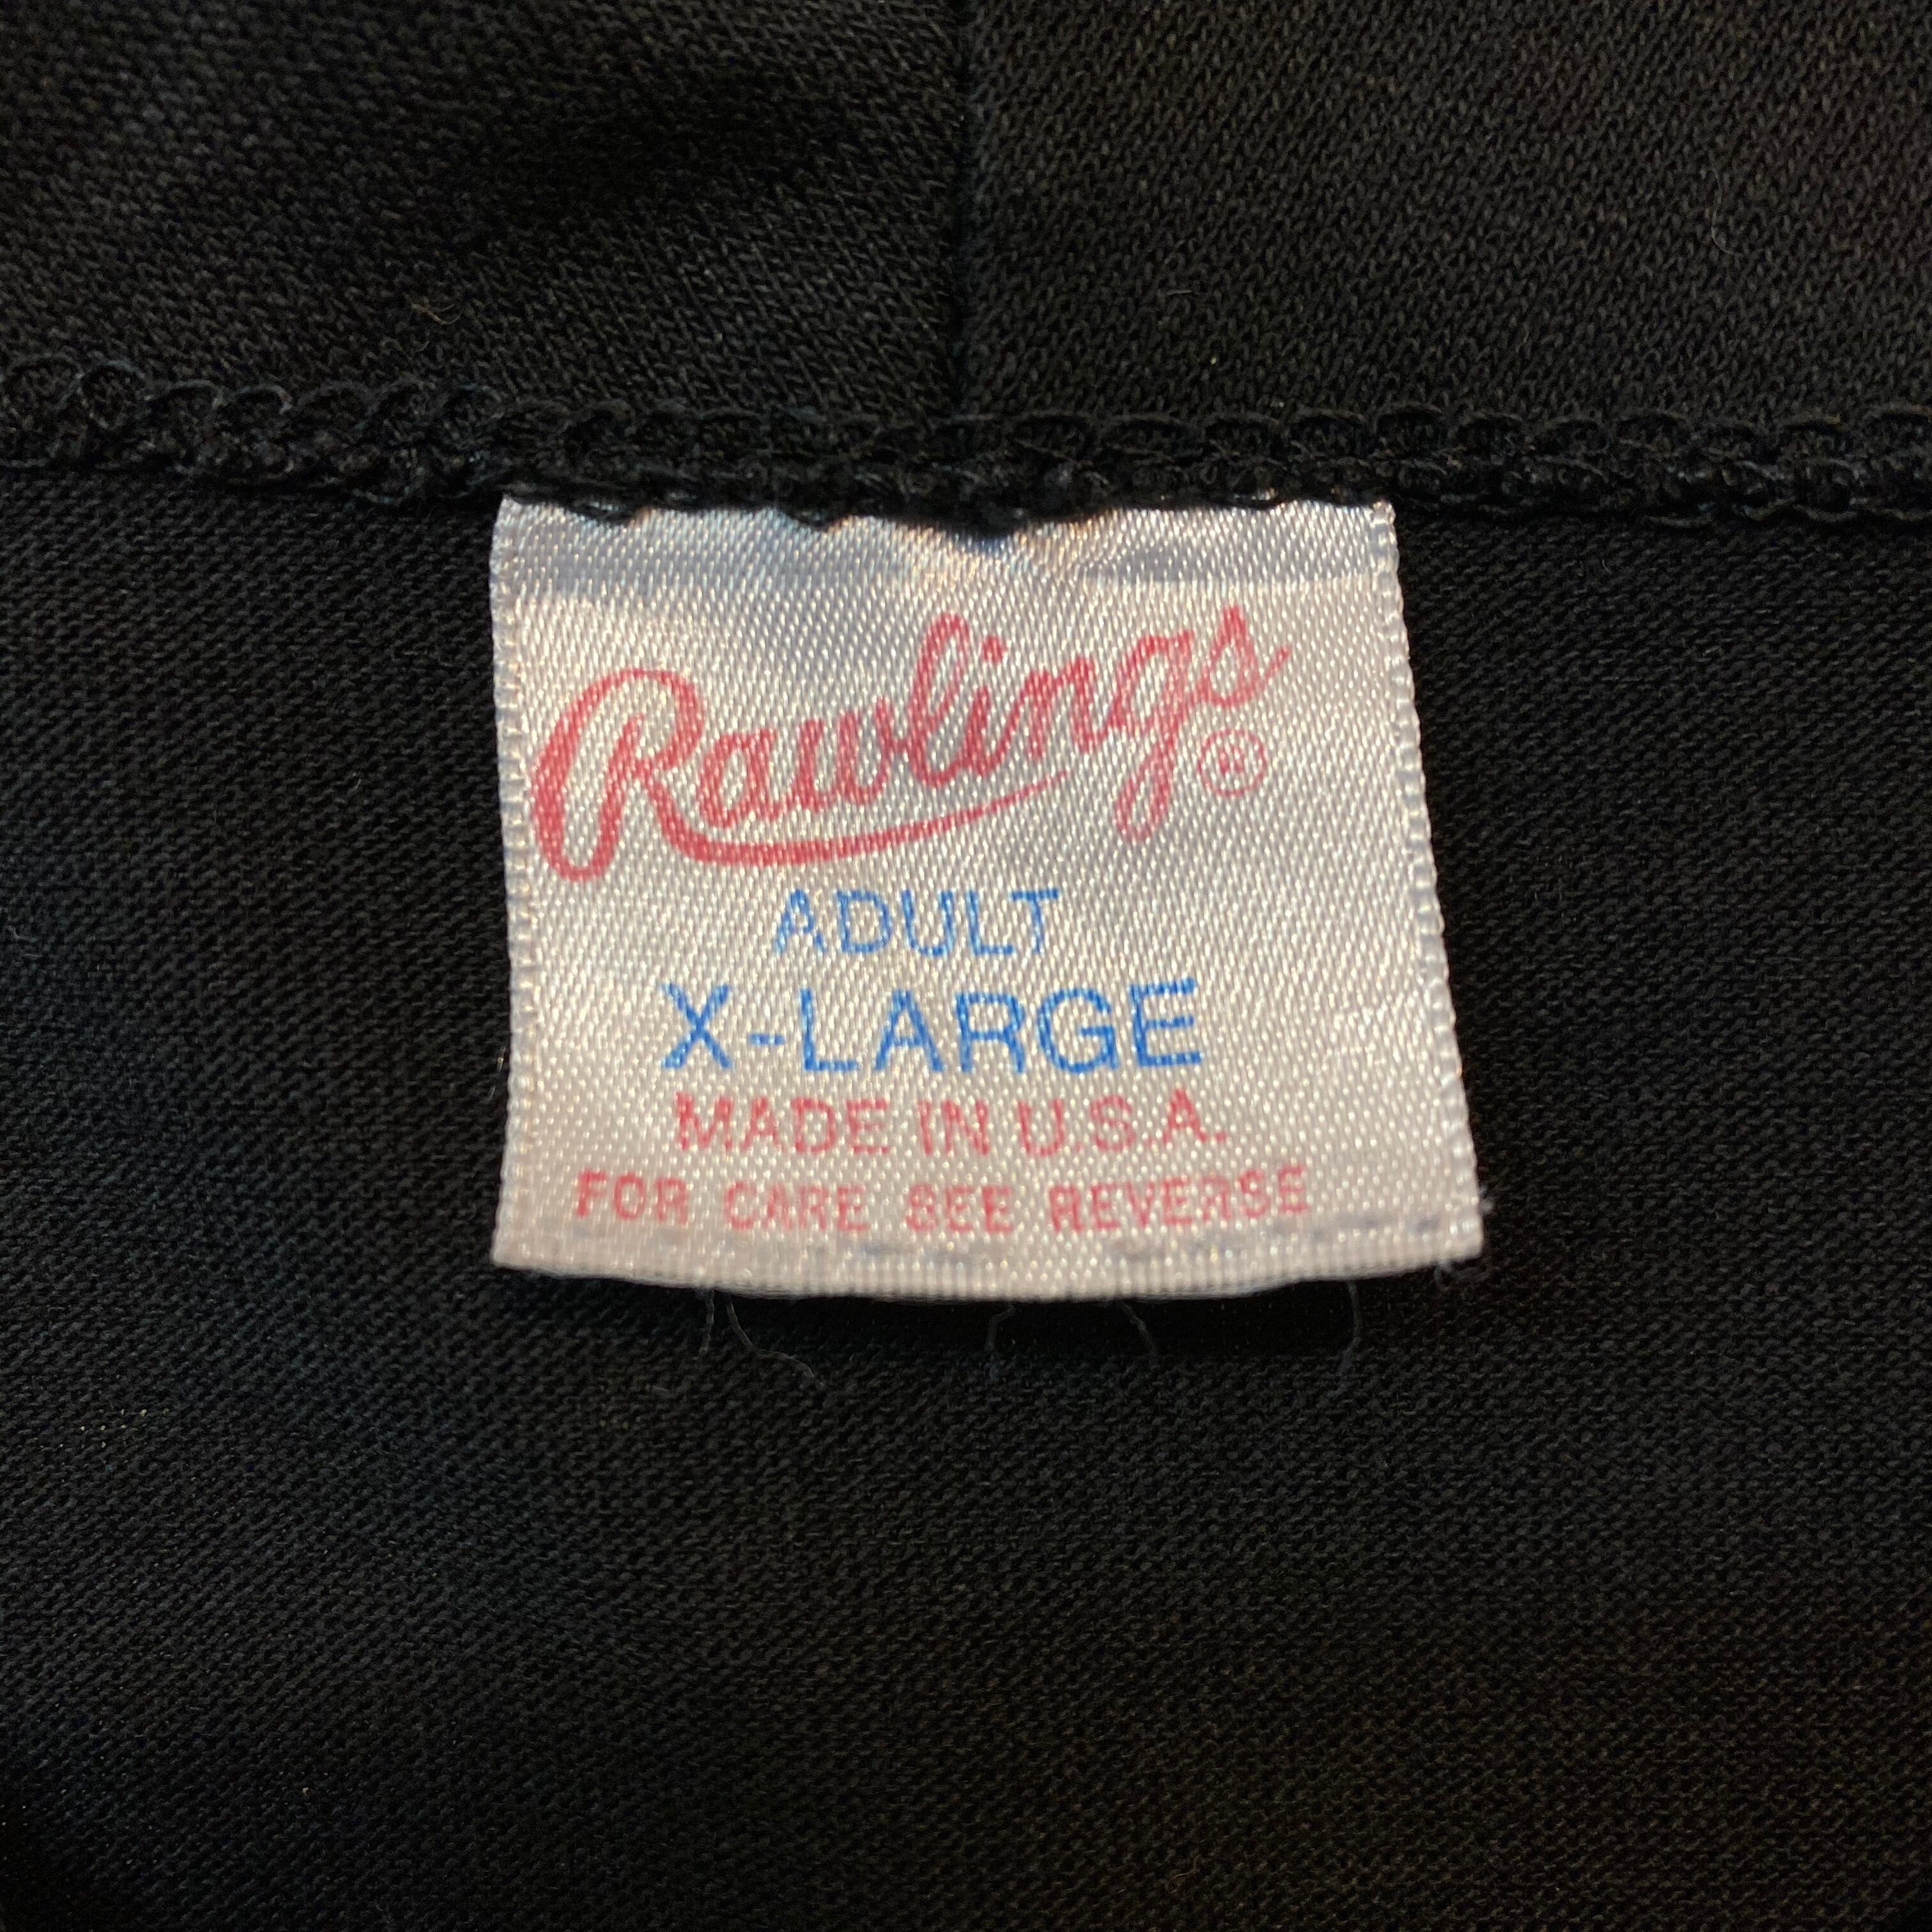 Rawlings®
ADULT
X-LARGE
MADE IN U.S.A.
FOR CARE SEE REVERSE